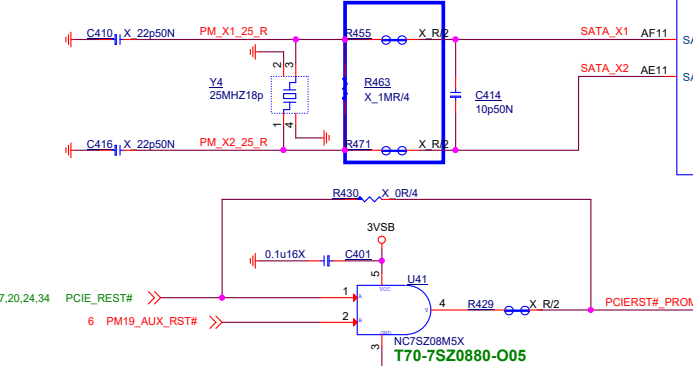 C410 X_22p50N PM_X1_25_R R455 X_R/2 SATA_X1 AF11 SA
2 3
Y4 R463
25MHZ18p X_1MR/4 C414
10p50N
SATA_X2 AE11 SA
1 4
C416 X_22p50N PM_X2_25_R R471 X_R/2
R430 X_0R/4
3VSB
0.1u16X C401
5 U41
VCC
7,20,24,34 PCIE_REST# 1 A
4 R429 X_R/2 PCIERST#_PROM
Y
6 PM19_AUX_RST# 2 B
GND
3 NC7SZ08M5X
T70-7SZ0880-O05